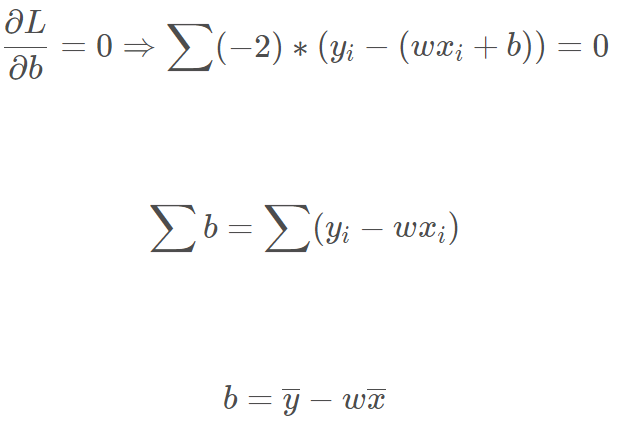 ∂L/∂b = 0 ⇒ ∑(−2) * (yᵢ − (wxᵢ + b)) = 0
∑b = ∑(yᵢ − wxᵢ)
b = y̅ − wx̅